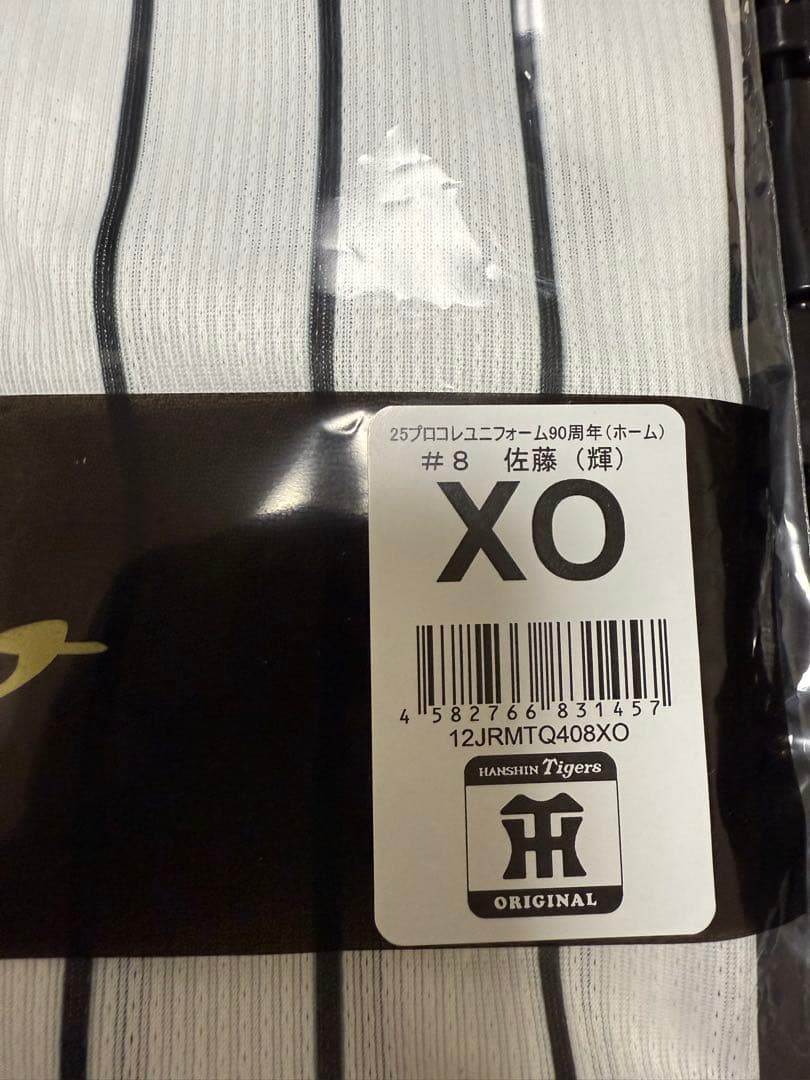 25プロコレユニフォーム90周年(ホーム)
#8 佐藤(輝)
XO
4 582766 831457
12JRMTQ408XO
HANSHIN Tigers
TH
ORIGINAL